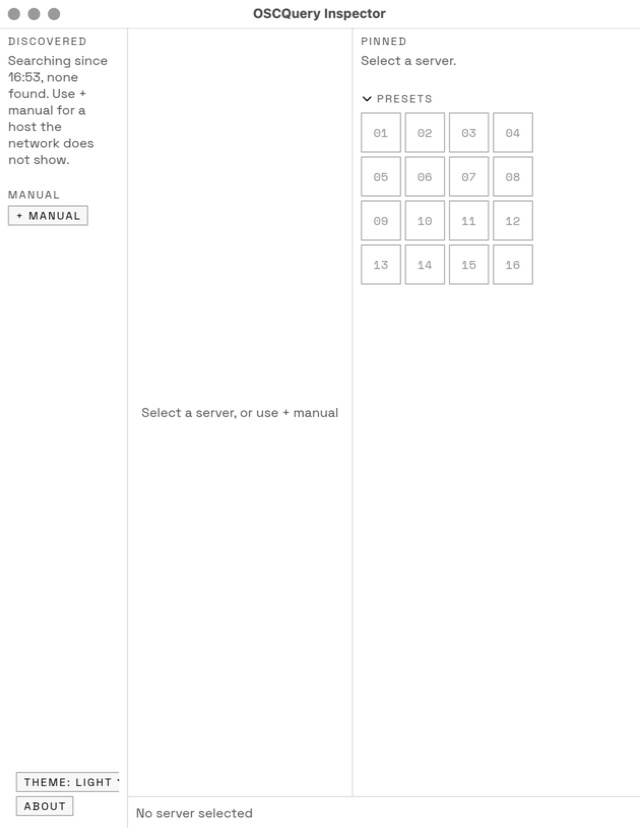 OSCQuery Inspector
DISCOVERED
Searching since
16:53, none
found. Use +
manual for a
host the
network does
not show.
MANUAL
+ MANUAL
THEME: LIGHT
ABOUT
Select a server, or use + manual
PINNED
Select a server.
PRESETS
01 02 03 04
05 06 07 08
09 10 11 12
13 14 15 16
No server selected